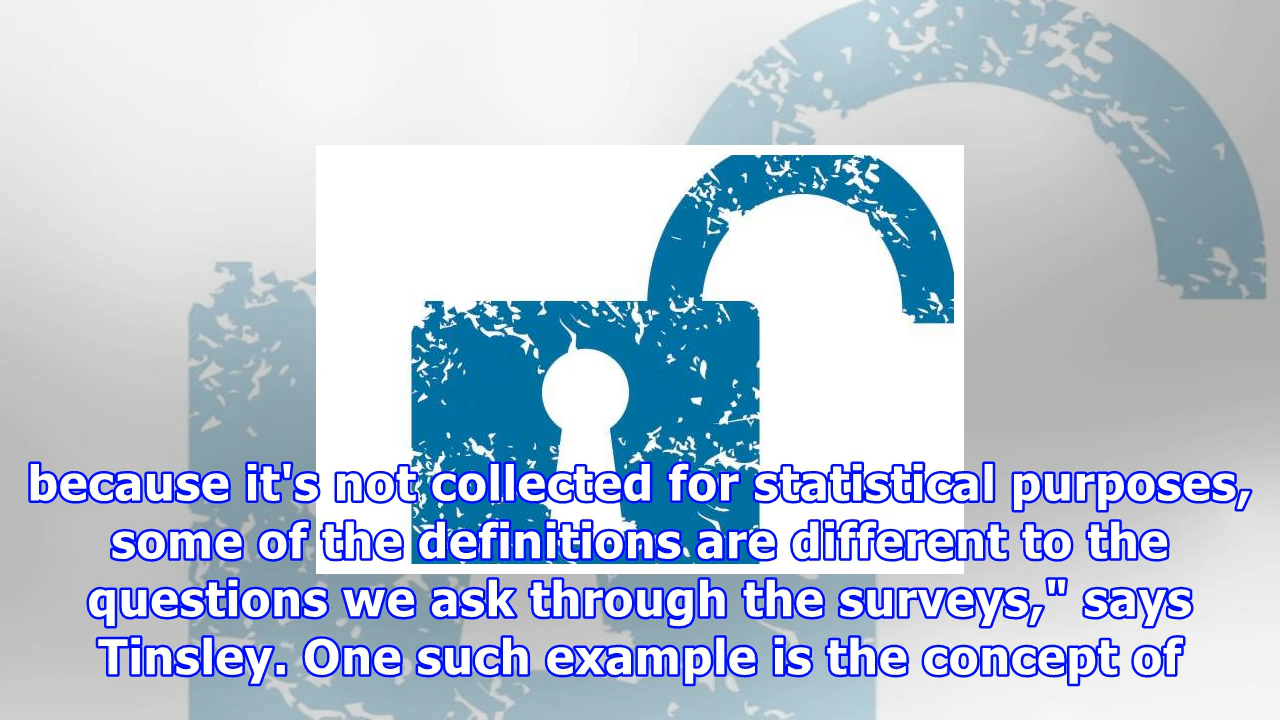 because it's not collected for statistical purposes,
some of the definitions are different to the
questions we ask through the surveys," says
Tinsley. One such example is the concept of